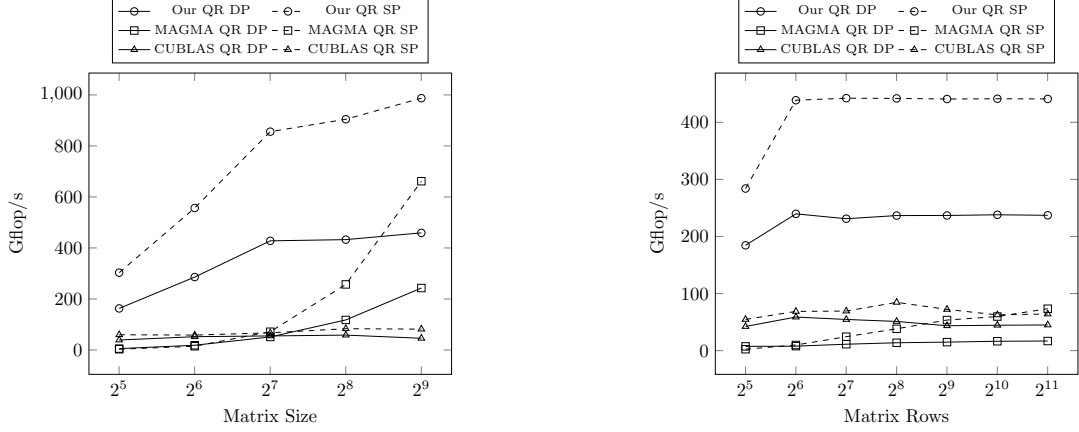 Our QR DP Our QR SP
MAGMA QR DP MAGMA QR SP
CUBLAS QR DP CUBLAS QR SP
1,000
800
600
400
200
0
Gflop/s
2^5 2^6 2^7 2^8 2^9
Matrix Size
Our QR DP Our QR SP
MAGMA QR DP MAGMA QR SP
CUBLAS QR DP CUBLAS QR SP
400
300
200
100
0
Gflop/s
2^5 2^6 2^7 2^8 2^9 2^10 2^11
Matrix Rows